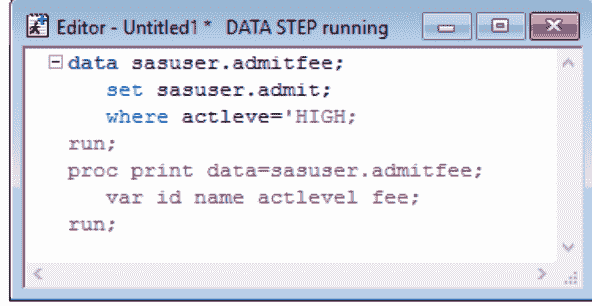 Editor - Untitled1 * DATA STEP running
data sasuser.admitfee;
set sasuser.admit;
where actleve='HIGH;
run;
proc print data=sasuser.admitfee;
var id name actlevel fee;
run;